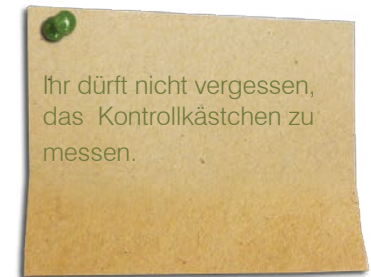 Ihr dürft nicht vergessen,
das Kontrollkästchen zu
messen.